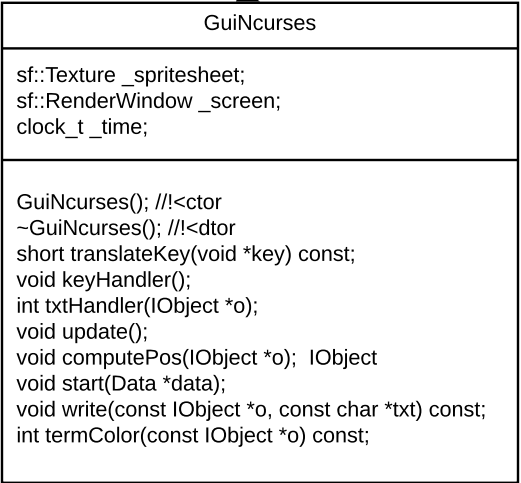 GuiNcurses
sf::Texture _spritesheet;
sf::RenderWindow _screen;
clock_t _time;
GuiNcurses(); //!<ctor
~GuiNcurses(); //!<dtor
short translateKey(void *key) const;
void keyHandler();
int txtHandler(IObject *o);
void update();
void computePos(IObject *o);  IObject
void start(Data *data);
void write(const IObject *o, const char *txt) const;
int termColor(const IObject *o) const;